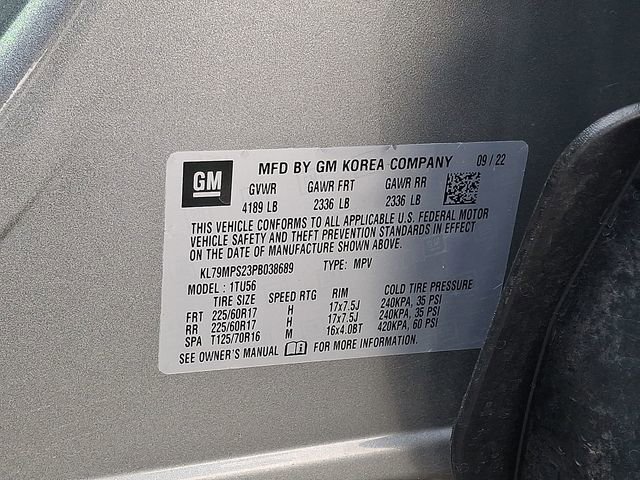 GM
MFD BY GM KOREA COMPANY 09 / 22
GVWR GAWR FRT GAWR RR
4189 LB 2336 LB 2336 LB
THIS VEHICLE CONFORMS TO ALL APPLICABLE U.S. FEDERAL MOTOR
VEHICLE SAFETY AND THEFT PREVENTION STANDARDS IN EFFECT
ON THE DATE OF MANUFACTURE SHOWN ABOVE.
KL79MPS23PB038689 TYPE: MPV
MODEL : 1TU56
TIRE SIZE SPEED RTG RIM COLD TIRE PRESSURE
FRT 225/60R17 H 17x7.5J 240KPA, 35 PSI
RR 225/60R17 H 17x7.5J 240KPA, 35 PSI
SPA T125/70R16 M 16x4.0BT 420KPA, 60 PSI
SEE OWNER'S MANUAL FOR MORE INFORMATION.